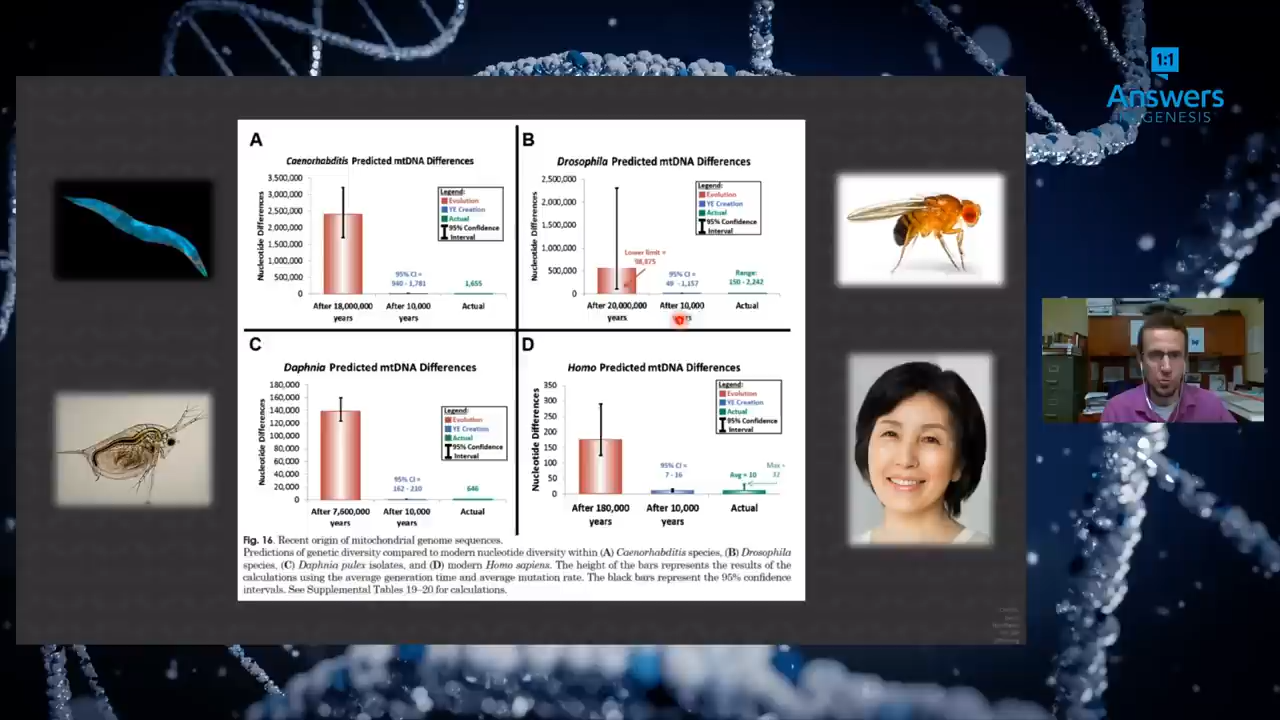 1:1
Answers
IN GENESIS
A
Caenorhabditis Predicted mtDNA Differences
Nucleotide Differences
3,500,000
3,000,000
2,500,000
2,000,000
1,500,000
1,000,000
500,000
0
Legend:
Evolution
YE Creation
Actual
95% Confidence
Interval
95% CI =
940 - 1,781
1,655
After 18,000,000
years
After 10,000
years
Actual
B
Drosophila Predicted mtDNA Differences
Nucleotide Differences
2,500,000
2,000,000
1,500,000
1,000,000
500,000
0
Legend:
Evolution
YE Creation
Actual
95% Confidence
Interval
Lower limit =
98,875
95% CI =
48 - 1,157
Range:
150 - 2,242
After 20,000,000
years
After 10,000
years
Actual
C
Daphnia Predicted mtDNA Differences
Nucleotide Differences
180,000
160,000
140,000
120,000
100,000
80,000
60,000
40,000
20,000
0
Legend:
Evolution
YE Creation
Actual
95% Confidence
Interval
95% CI =
162 - 210
646
After 7,600,000
years
After 10,000
years
Actual
D
Homo Predicted mtDNA Differences
Nucleotide Differences
350
300
250
200
150
100
50
0
Legend:
Evolution
YE Creation
Actual
95% Confidence
Interval
95% CI =
7 - 16
Avg = 10
Max =
After 180,000
years
After 10,000
years
Actual
Fig. 16. Recent origin of mitochondrial genome sequences.
Predictions of genetic diversity compared to modern nucleotide diversity within (A) Caenorhabditis species, (B) Drosophila
species, (C) Daphnia pulex isolates, and (D) modern Homo sapiens. The height of the bars represents the results of the
calculations using the average generation time and average mutation rate. The black bars represent the 95% confidence
intervals. See Supplemental Tables 19–20 for calculations.